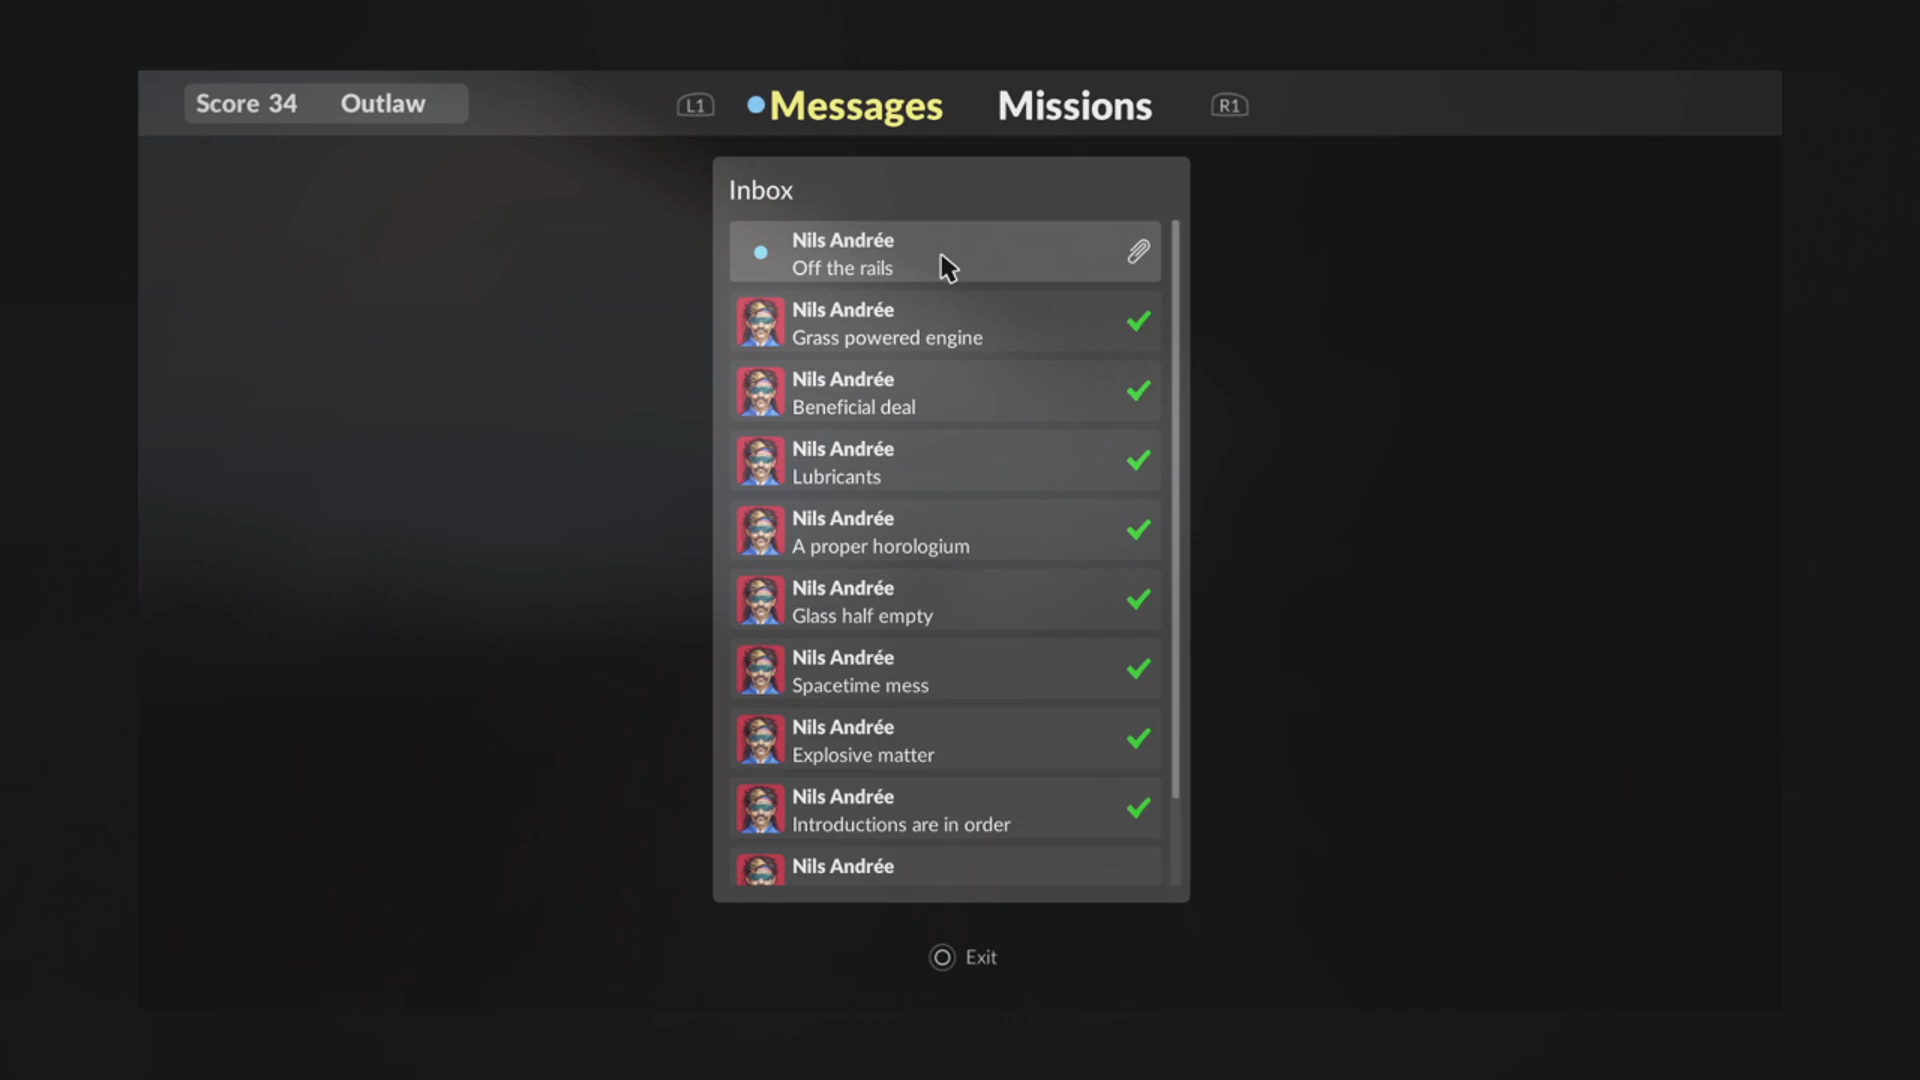 Score 34 Outlaw
L1 Messages Missions R1
Inbox
Nils Andrée
Off the rails
Nils Andrée
Grass powered engine
Nils Andrée
Beneficial deal
Nils Andrée
Lubricants
Nils Andrée
A proper horologium
Nils Andrée
Glass half empty
Nils Andrée
Spacetime mess
Nils Andrée
Explosive matter
Nils Andrée
Introductions are in order
Nils Andrée
Exit